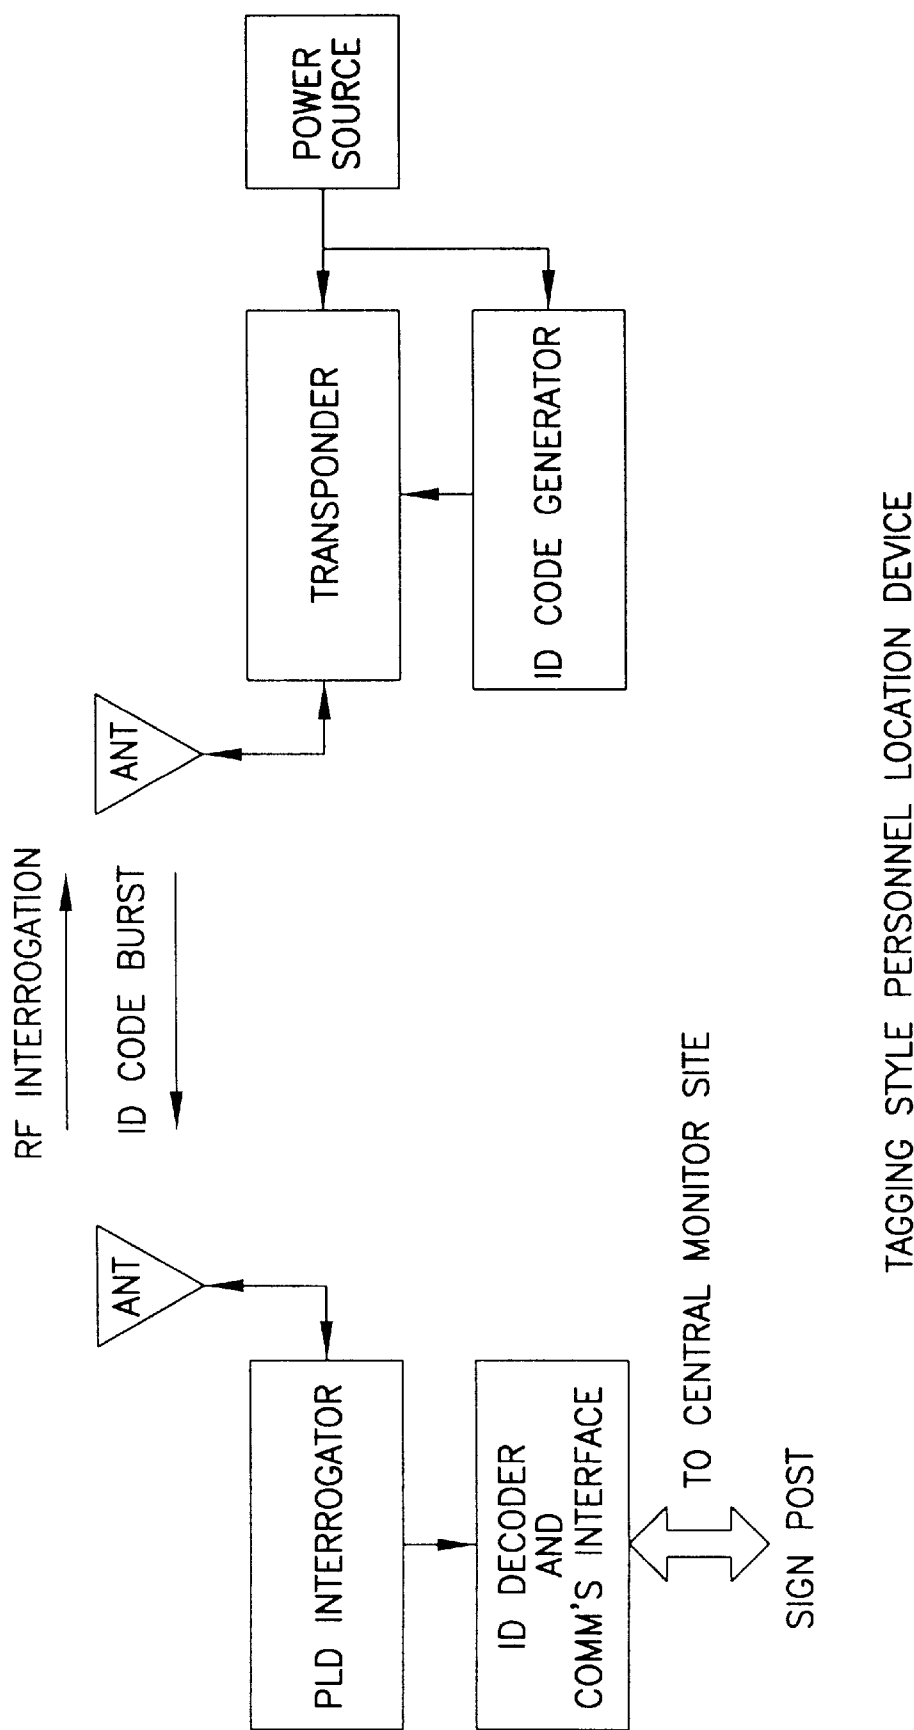 RF INTERROGATION
ID CODE BURST
ANT
ANT
PLD INTERROGATOR
TRANSPONDER
POWER
SOURCE
ID DECODER
AND
COMM'S INTERFACE
ID CODE GENERATOR
TO CENTRAL MONITOR SITE
SIGN POST
TAGGING STYLE PERSONNEL LOCATION DEVICE